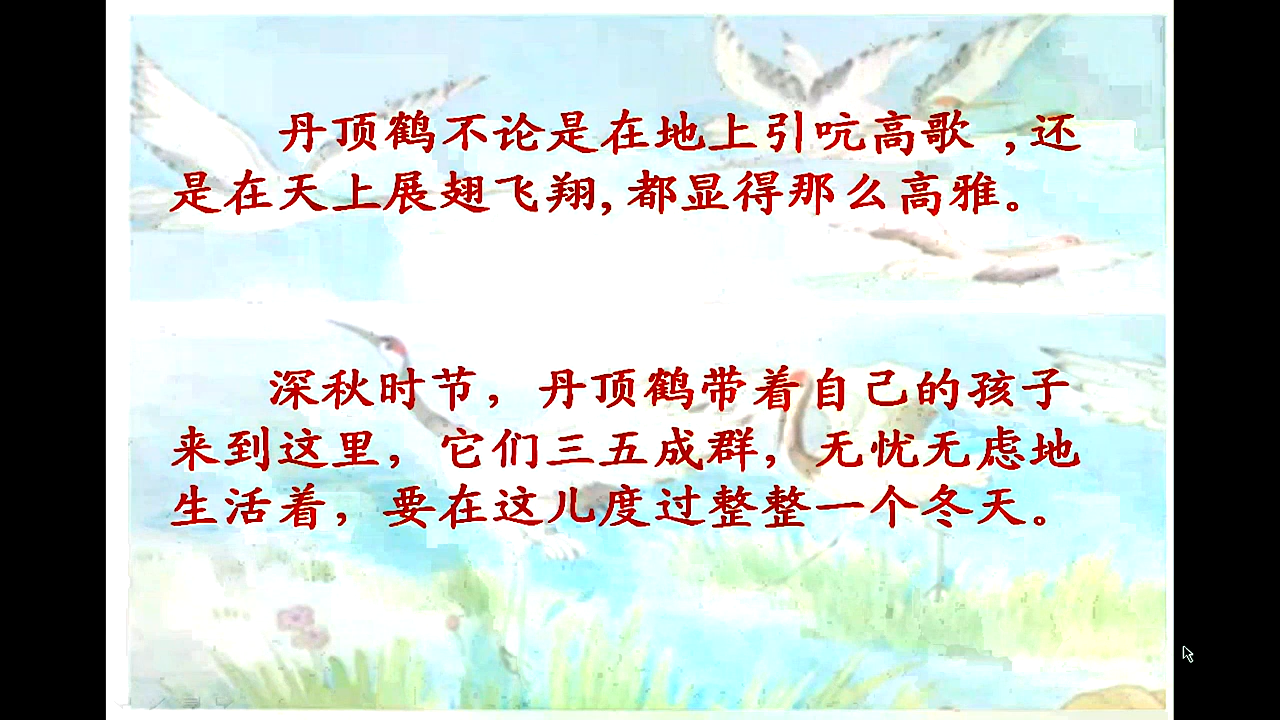 丹顶鹤不论是在地上引吭高歌 ,还
是在天上展翅飞翔,都显得那么高雅。
深秋时节，丹顶鹤带着自己的孩子
来到这里，它们三五成群，无忧无虑地
生活着，要在这儿度过整整一个冬天。